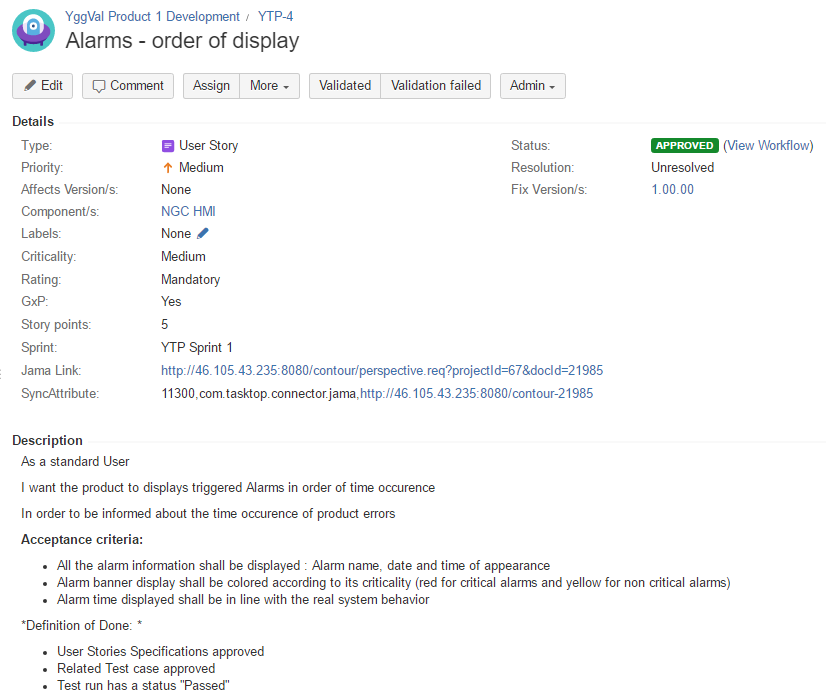 YggVal Product 1 Development / YTP-4
Alarms - order of display
Edit Comment Assign More Validated Validation failed Admin
Details
Type: User Story Status: APPROVED (View Workflow)
Priority: Medium Resolution: Unresolved
Affects Version/s: None Fix Version/s: 1.00.00
Component/s: NGC HMI
Labels: None
Criticality: Medium
Rating: Mandatory
GxP: Yes
Story points: 5
Sprint: YTP Sprint 1
Jama Link: http://46.105.43.235:8080/contour/perspective.req?projectId=67&docId=21985
SyncAttribute: 11300,com.tasktop.connector.jama,http://46.105.43.235:8080/contour-21985
Description
As a standard User
I want the product to displays triggered Alarms in order of time occurence
In order to be informed about the time occurence of product errors
Acceptance criteria:
• All the alarm information shall be displayed : Alarm name, date and time of appearance
• Alarm banner display shall be colored according to its criticality (red for critical alarms and yellow for non critical alarms)
• Alarm time displayed shall be in line with the real system behavior
*Definition of Done: *
• User Stories Specifications approved
• Related Test case approved
• Test run has a status "Passed"